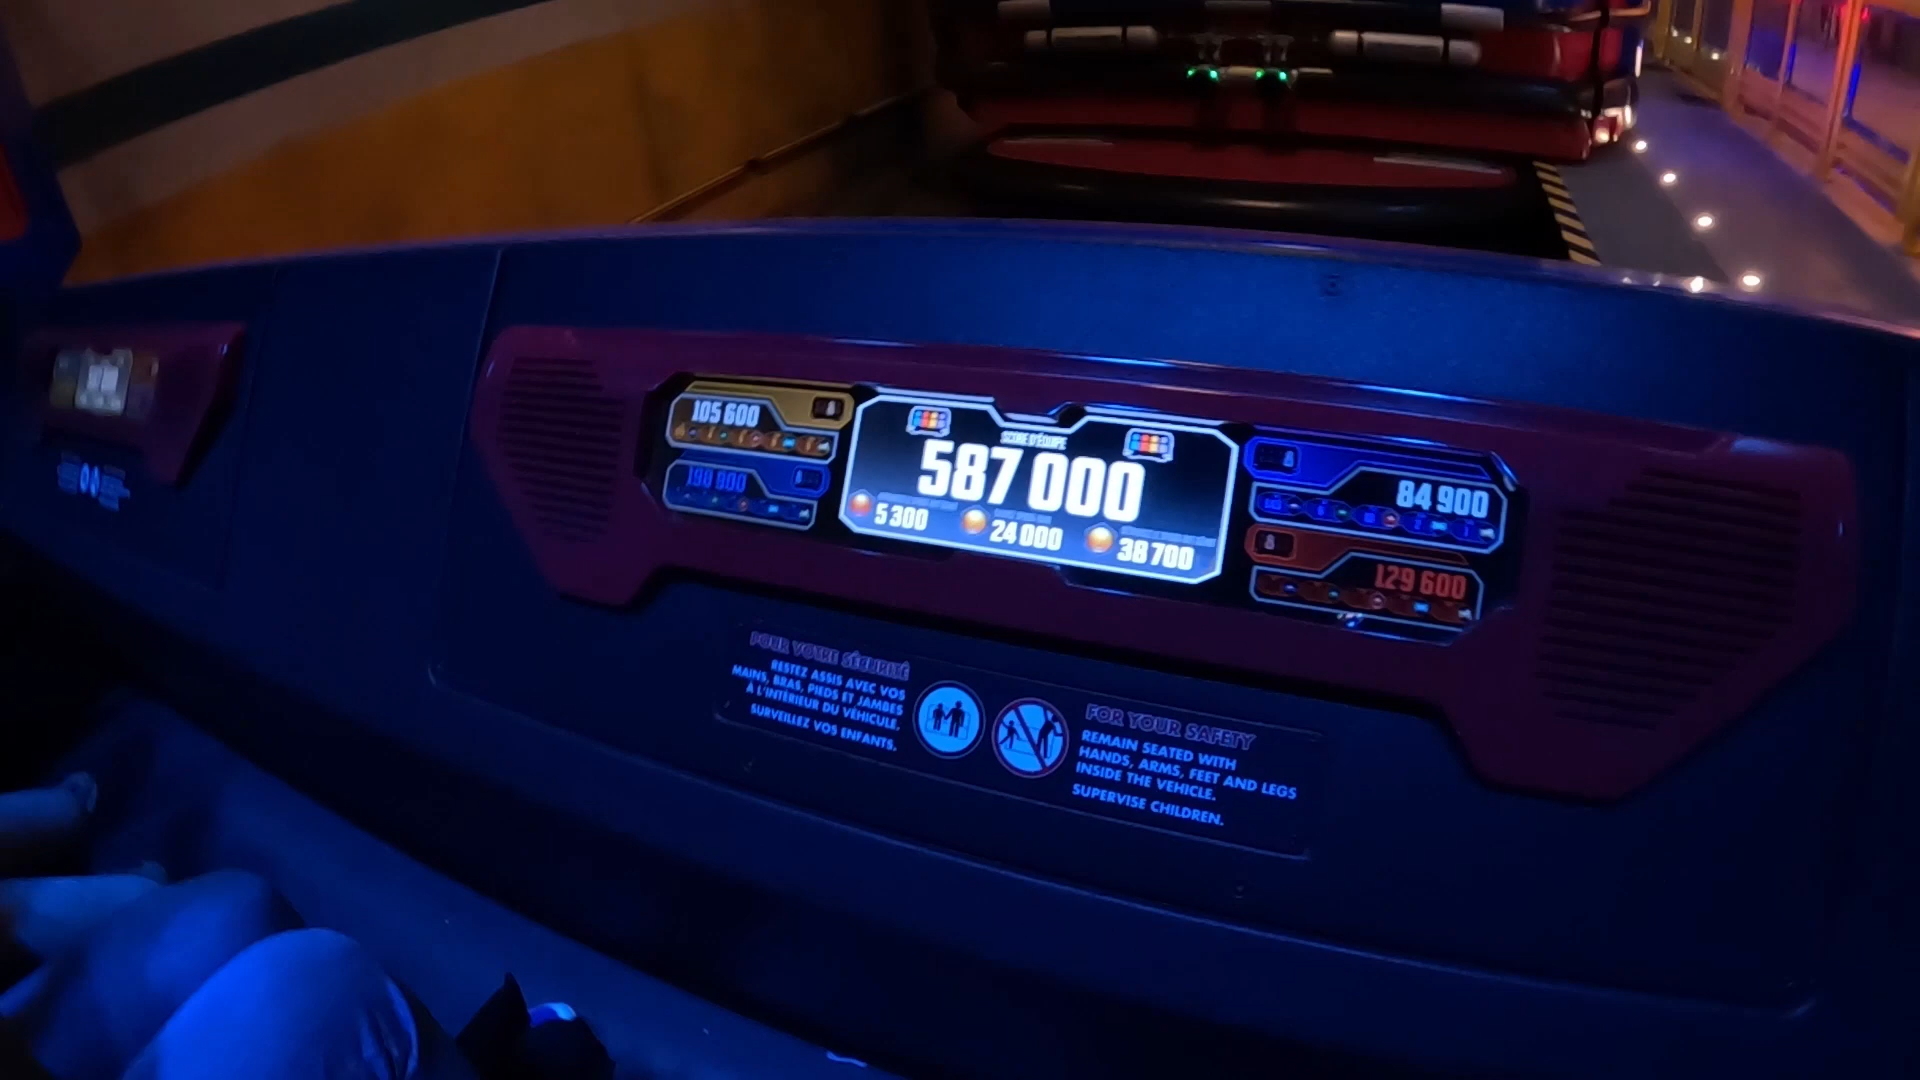 105 600
198 900
SCORE D'ÉQUIPE
587 000
5 300
24 000
38 700
84 900
129 600
POUR VOTRE SÉCURITÉ
RESTEZ ASSIS AVEC VOS
MAINS, BRAS, PIEDS ET JAMBES
À L'INTÉRIEUR DU VÉHICULE.
SURVEILLEZ VOS ENFANTS.
FOR YOUR SAFETY
REMAIN SEATED WITH
HANDS, ARMS, FEET AND LEGS
INSIDE THE VEHICLE.
SUPERVISE CHILDREN.